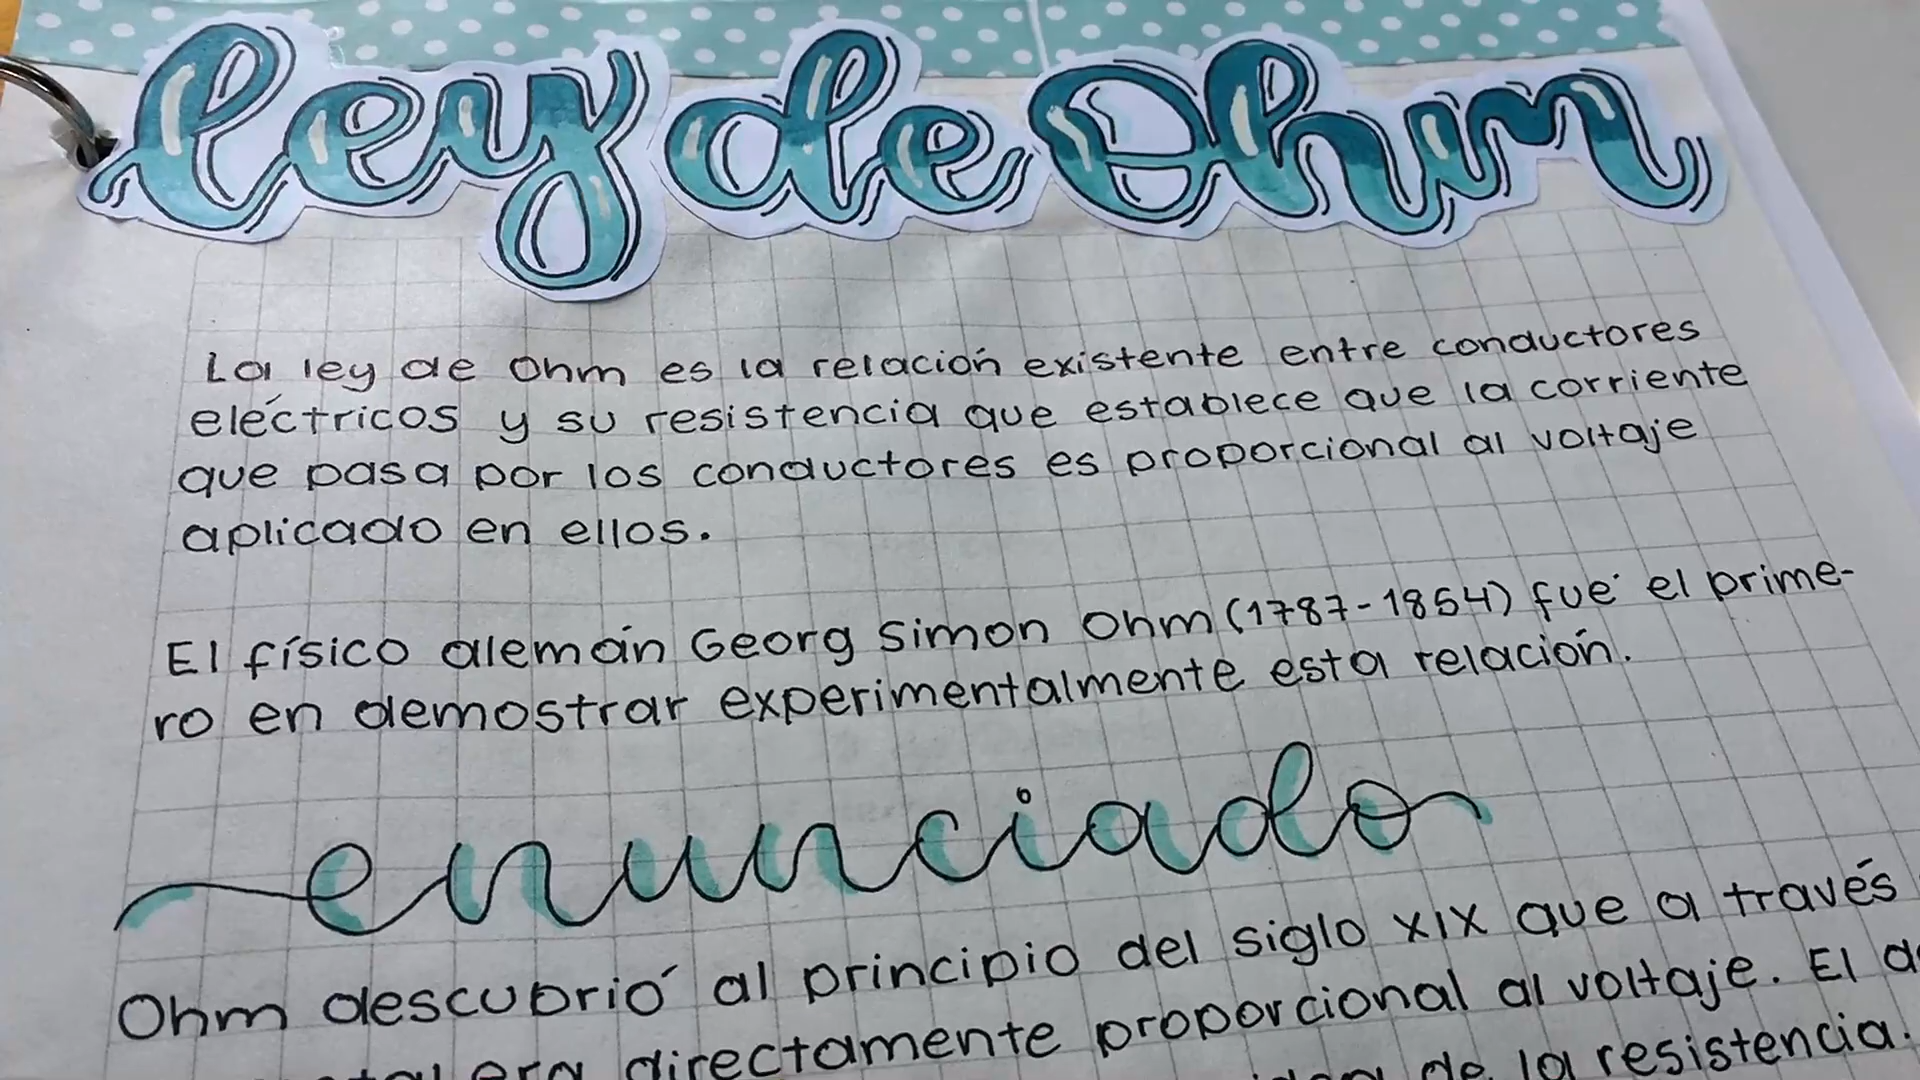 ley de Ohm
La ley de Ohm es la relación existente entre conductores
eléctricos y su resistencia que establece que la corriente
que pasa por los conductores es proporcional al voltaje
aplicado en ellos.
El físico alemán Georg Simon Ohm (1787-1854) fué el prime-
ro en demostrar experimentalmente esta relación.
enunciado
Ohm descubrió al principio del siglo XIX que a través
directamente proporcional al voltaje. El
de la resistencia.